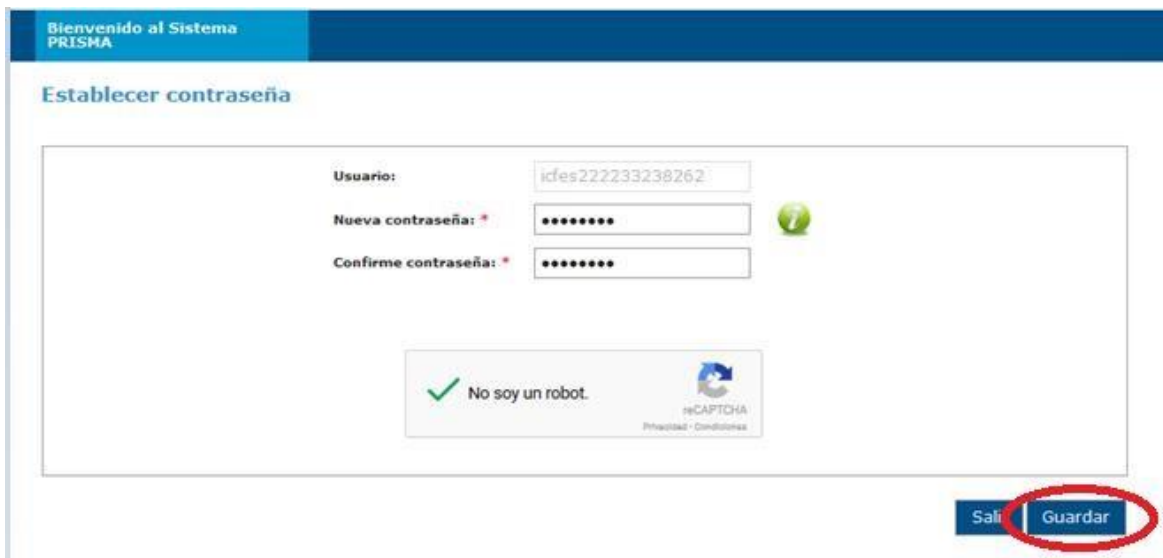 Bienvenido al Sistema
PRISMA
Establecer contraseña
Usuario: icfes222233238262
Nueva contraseña: * ••••••••
Confirme contraseña: * ••••••••
No soy un robot.
reCAPTCHA
Privacidad - Condiciones
Sali Guardar